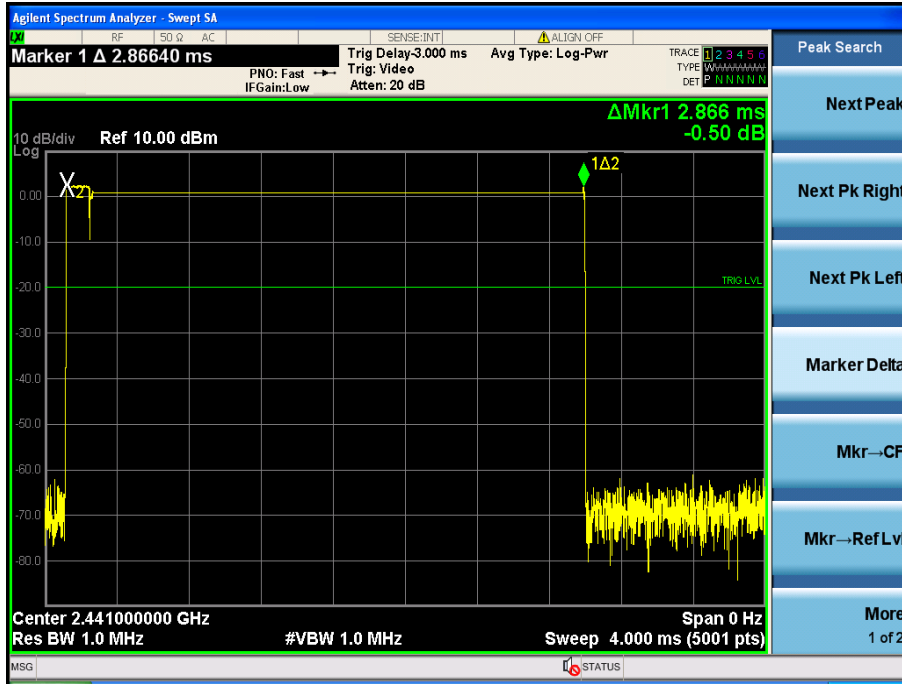 Agilent Spectrum Analyzer - Swept SA
LXI RF 50 Ω AC SENSE:INT ALIGN OFF
Marker 1 Δ 2.86640 ms
PNO: Fast
IFGain:Low
Trig Delay-3.000 ms
Trig: Video
Atten: 20 dB
Avg Type: Log-Pwr
TRACE 1 2 3 4 5 6
TYPE WWWWWWW
DET P N N N N N
Peak Search
ΔMkr1 2.866 ms
-0.50 dB
10 dB/div
Log
Ref 10.00 dBm
X2
1Δ2
0.00
-10.0
-20.0
TRIG LVL
-30.0
-40.0
-50.0
-60.0
-70.0
-80.0
Center 2.441000000 GHz
Span 0 Hz
Res BW 1.0 MHz
#VBW 1.0 MHz
Sweep 4.000 ms (5001 pts)
MSG
STATUS
Next Peak
Next Pk Right
Next Pk Left
Marker Delta
Mkr→CF
Mkr→Ref Lvl
More
1 of 2